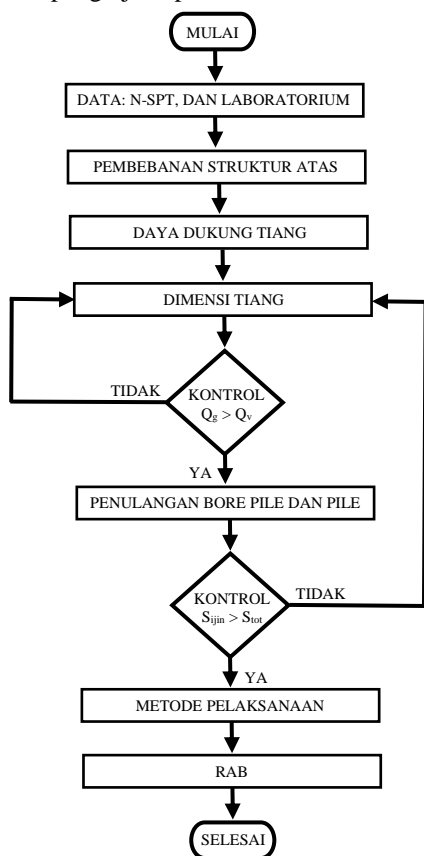 MULAI
DATA: N-SPT, DAN LABORATORIUM
PEMBEBANAN STRUKTUR ATAS
DAYA DUKUNG TIANG
DIMENSI TIANG
TIDAK
KONTROL
Qg > Qv
YA
PENULANGAN BORE PILE DAN PILE
TIDAK
KONTROL
Sijin > Stot
YA
METODE PELAKSANAAN
RAB
SELESAI